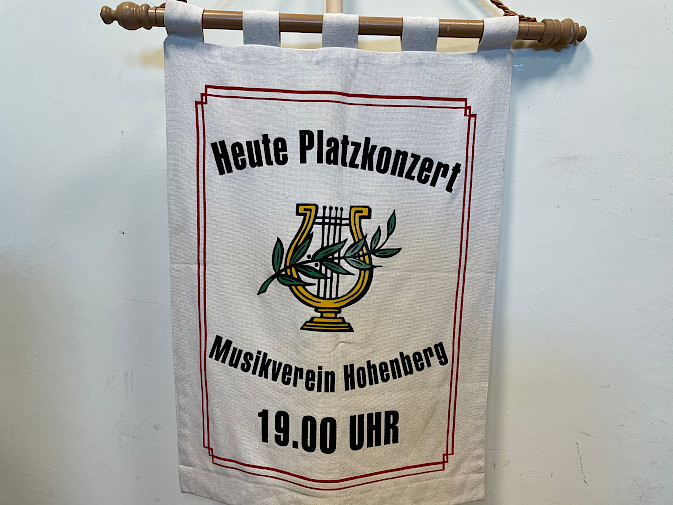 Heute Platzkonzert
Musikverein Hohenberg
19.00 UHR